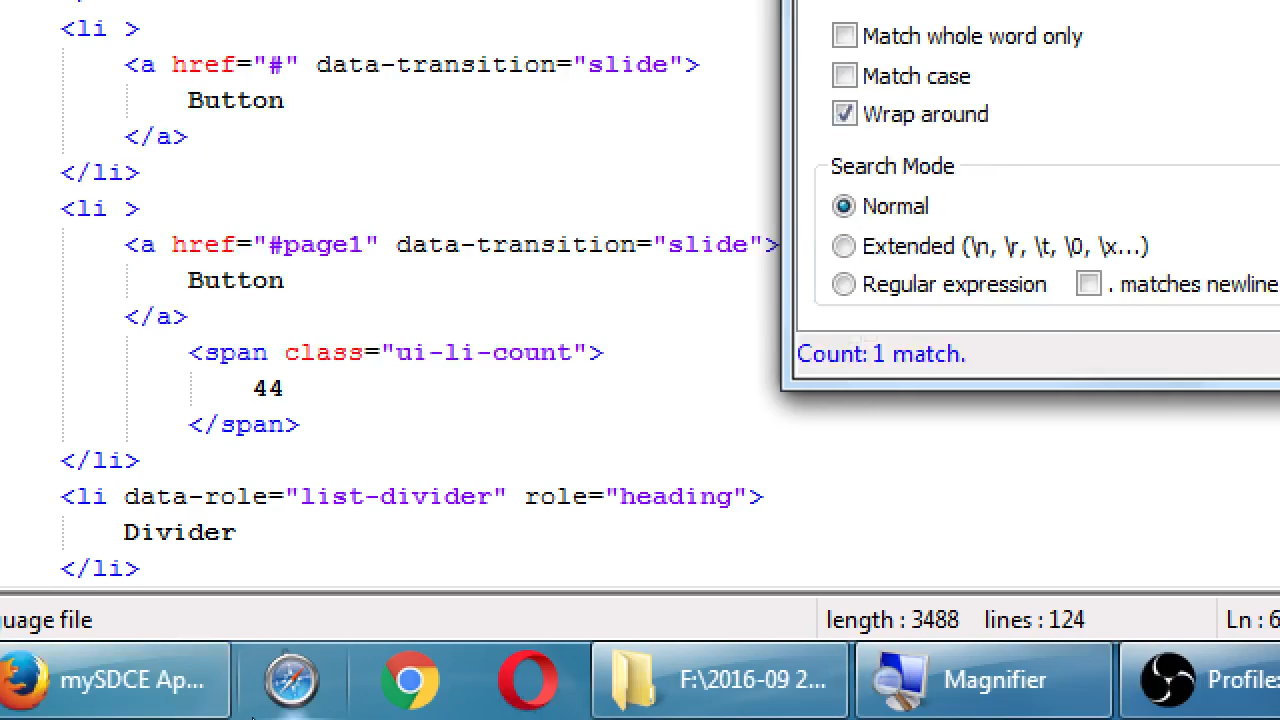 <li >
<a href="#" data-transition="slide">
Button
</a>
</li>
<li >
<a href="#page1" data-transition="slide">
Button
</a>
<span class="ui-li-count">
44
</span>
</li>
<li data-role="list-divider" role="heading">
Divider
</li>
Match whole word only
Match case
Wrap around
Search Mode
Normal
Extended (\n, \r, \t, \0, \x...)
Regular expression
. matches newline
Count: 1 match.
uage file
length : 3488 lines : 124
Ln : 6
mySDCE Ap...
F:\2016-09 2...
Magnifier
Profile: